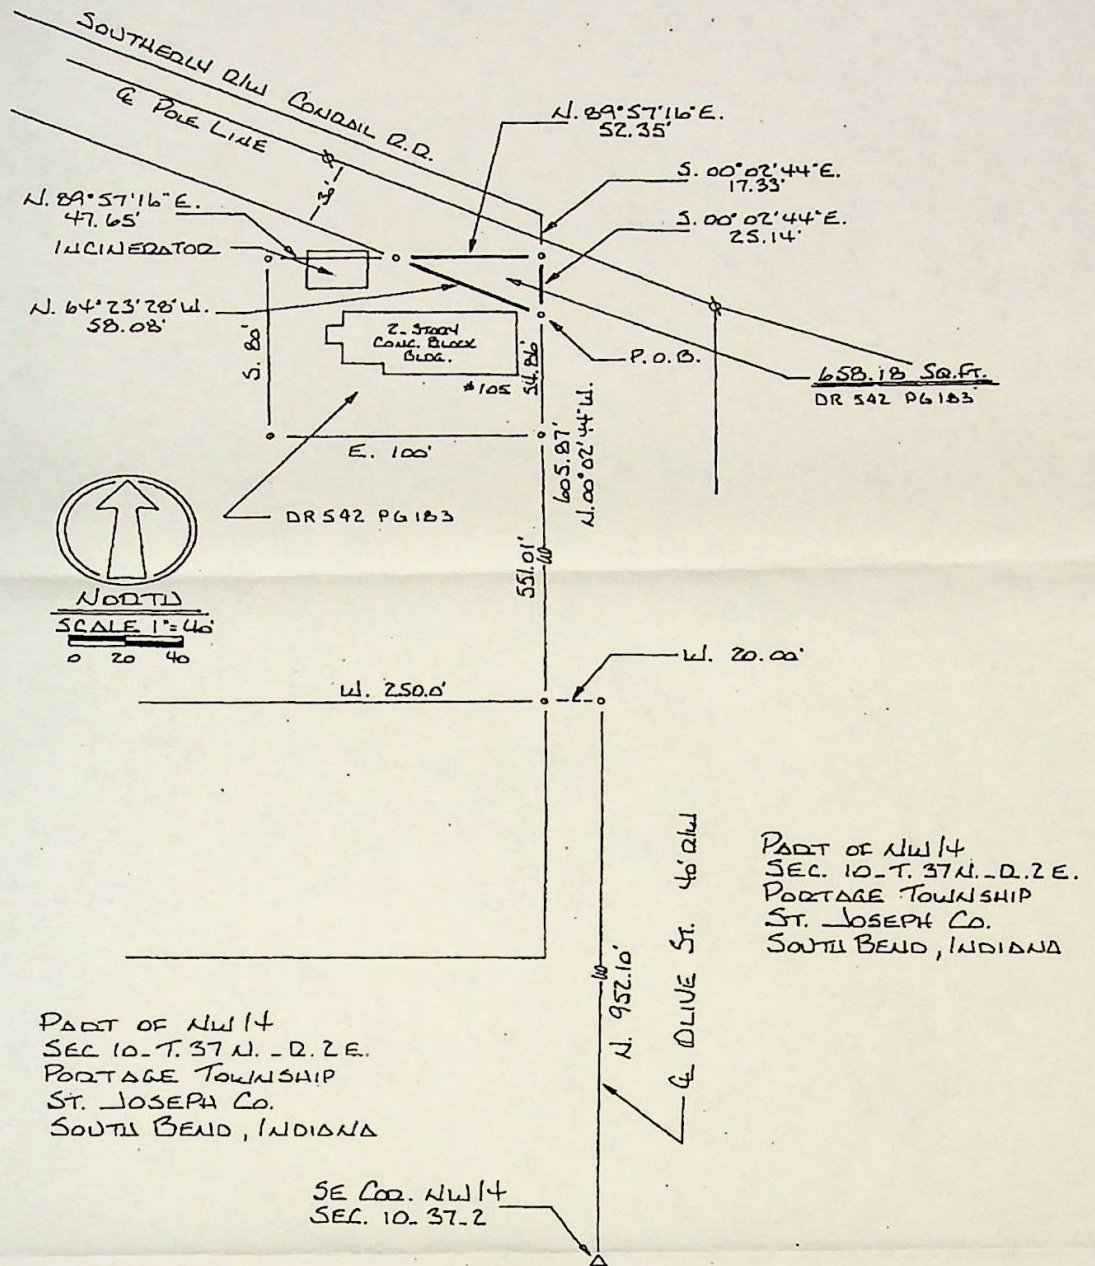 SOUTHERLY R/W CONRAIL R.R.
℄ POLE LINE
N. 89°57'16"E.
52.35'
S. 00°02'44"E.
17.33'
S. 00°02'44"E.
25.14'
N. 89°57'16"E.
47.65'
INCINERATOR
N. 64°23'28"W.
58.08'
S. 80'
2-STORY
CONC. BLOCK
BLDG.
#105
54.86'
P.O.B.
658.18 SQ.FT.
DR 542 PG 183
E. 100'
605.87'
N. 00°02'44"W.
DR 542 PG 183
551.01'
NORTH
SCALE 1"=40'
0 20 40
W. 20.00'
W. 250.0'
N. 952.10'
℄ OLIVE ST. 40' R/W
PART OF NW 1/4
SEC. 10-T. 37 N.-R. 2 E.
PORTAGE TOWNSHIP
ST. JOSEPH CO.
SOUTH BEND, INDIANA
PART OF NW 1/4
SEC 10-T. 37 N.-R. 2 E.
PORTAGE TOWNSHIP
ST. JOSEPH CO.
SOUTH BEND, INDIANA
SE COR. NW 1/4
SEC. 10-37-2